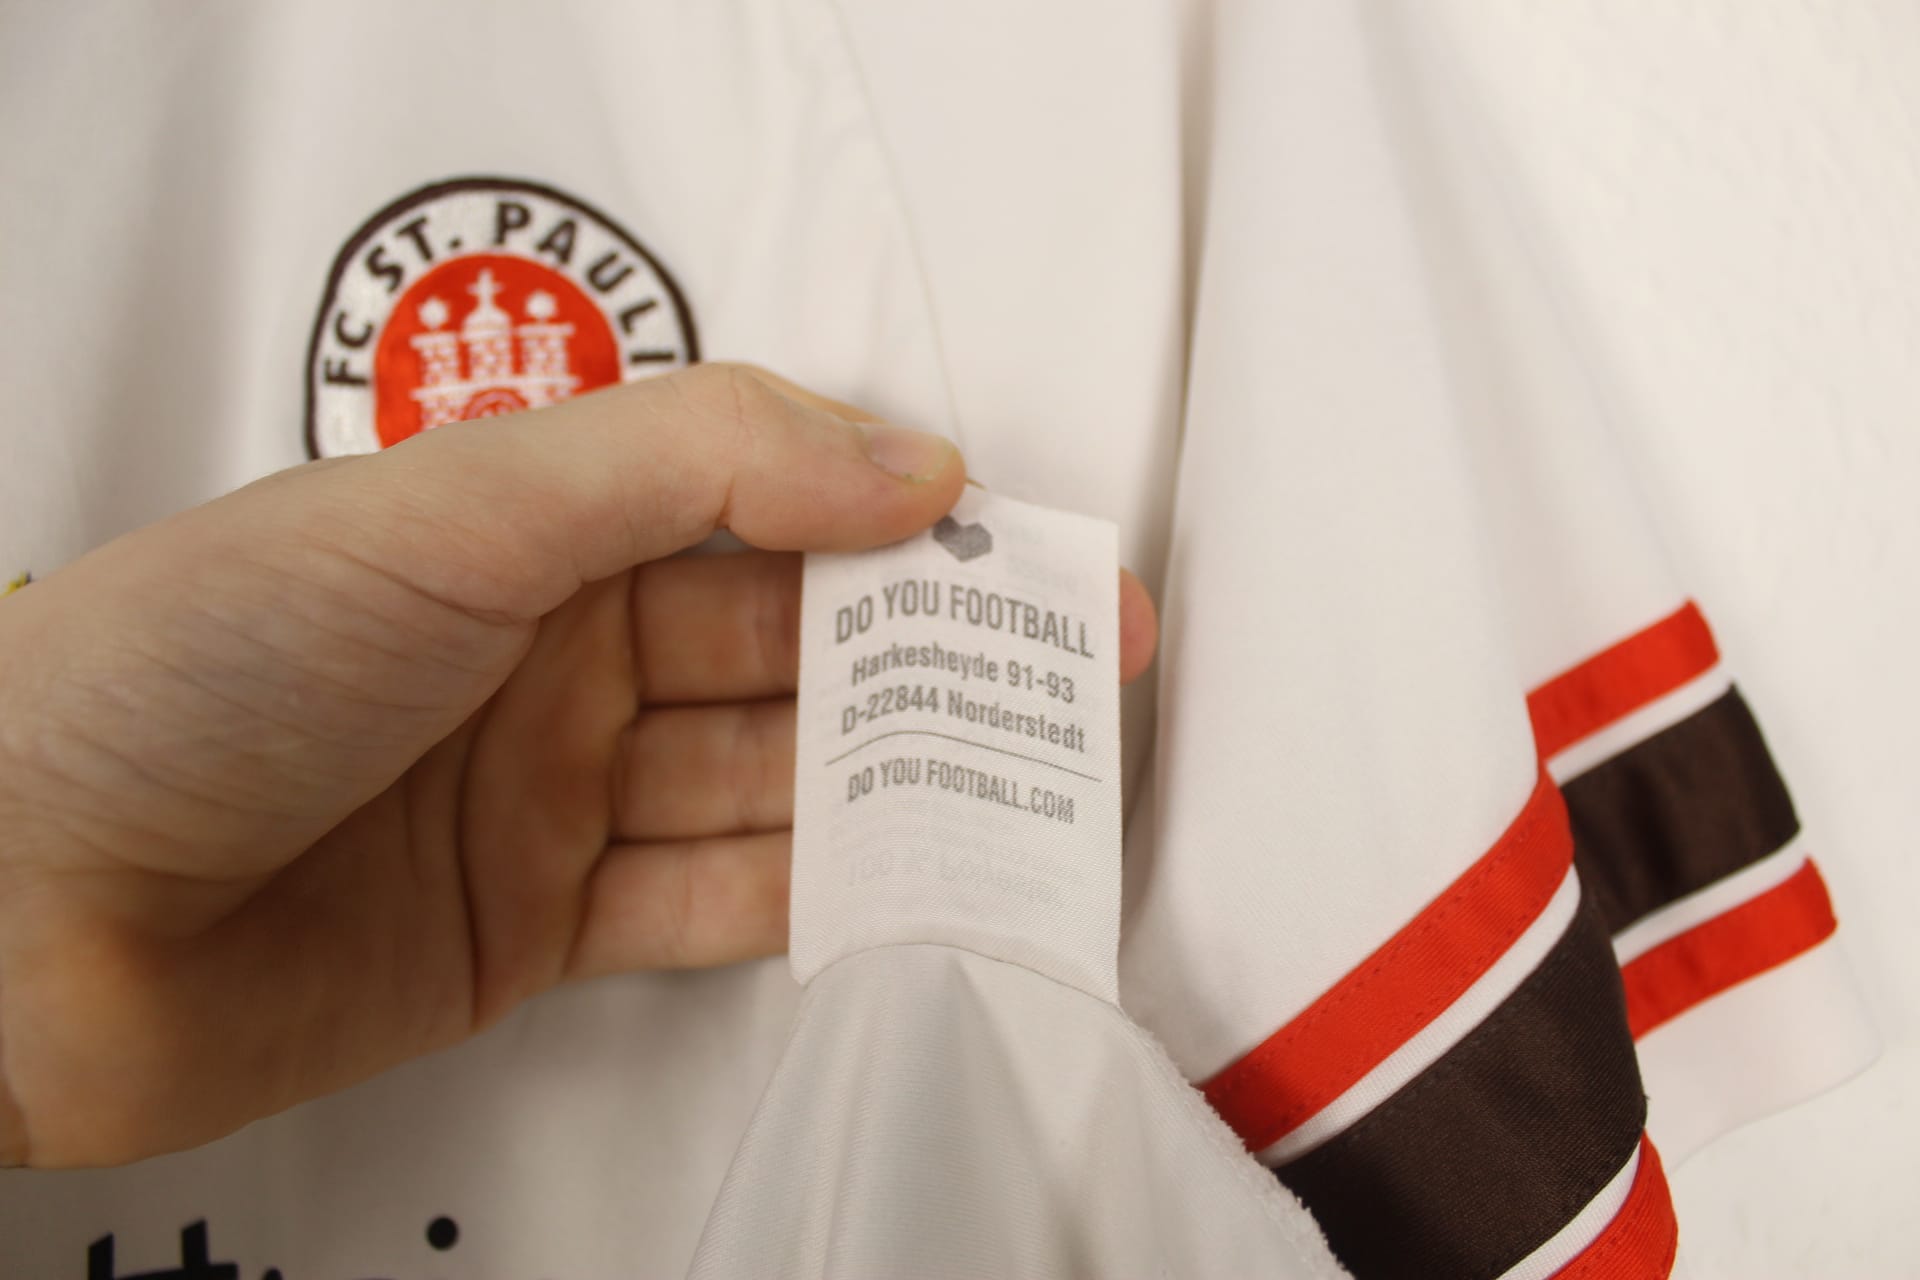 FC ST. PAULI
DO YOU FOOTBALL
Harkesheyde 91-93
D-22844 Norderstedt
DO YOU FOOTBALL.COM